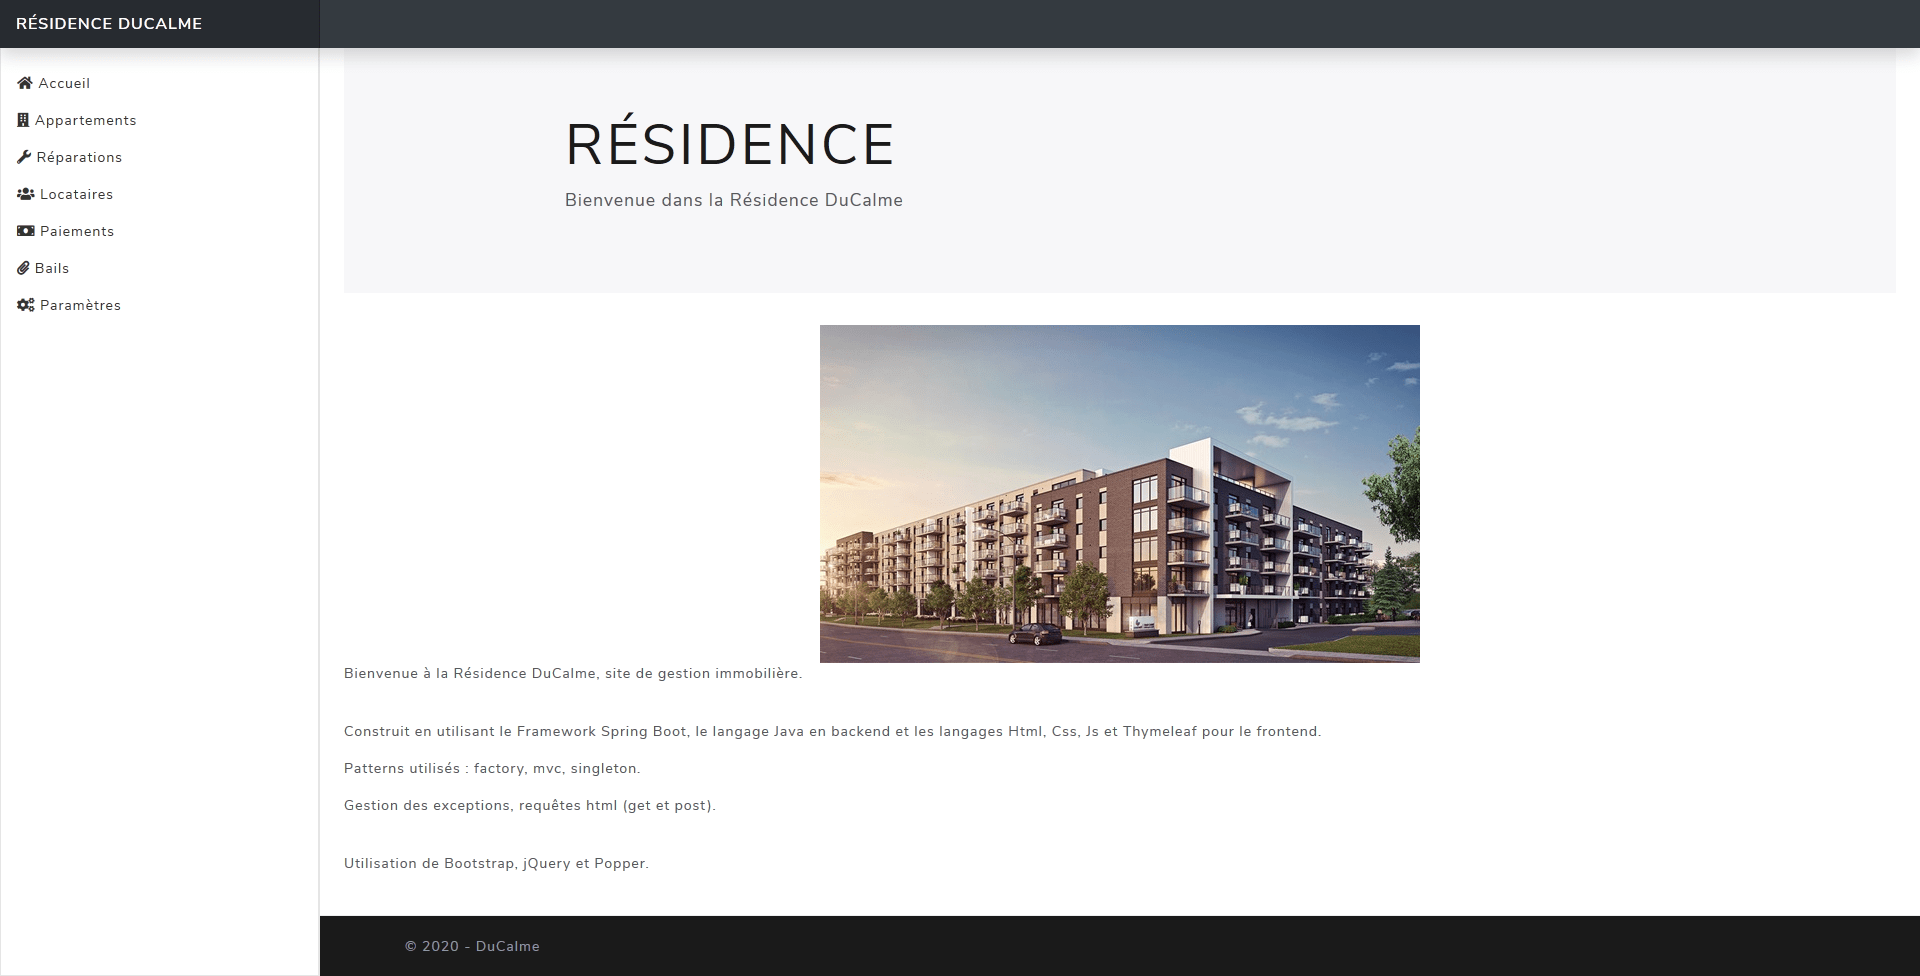 RÉSIDENCE DUCALME
Accueil
Appartements
Réparations
Locataires
Paiements
Bails
Paramètres
RÉSIDENCE
Bienvenue dans la Résidence DuCalme
Bienvenue à la Résidence DuCalme, site de gestion immobilière.
Construit en utilisant le Framework Spring Boot, le langage Java en backend et les langages Html, Css, Js et Thymeleaf pour le frontend.
Patterns utilisés : factory, mvc, singleton.
Gestion des exceptions, requêtes html (get et post).
Utilisation de Bootstrap, jQuery et Popper.
© 2020 - DuCalme